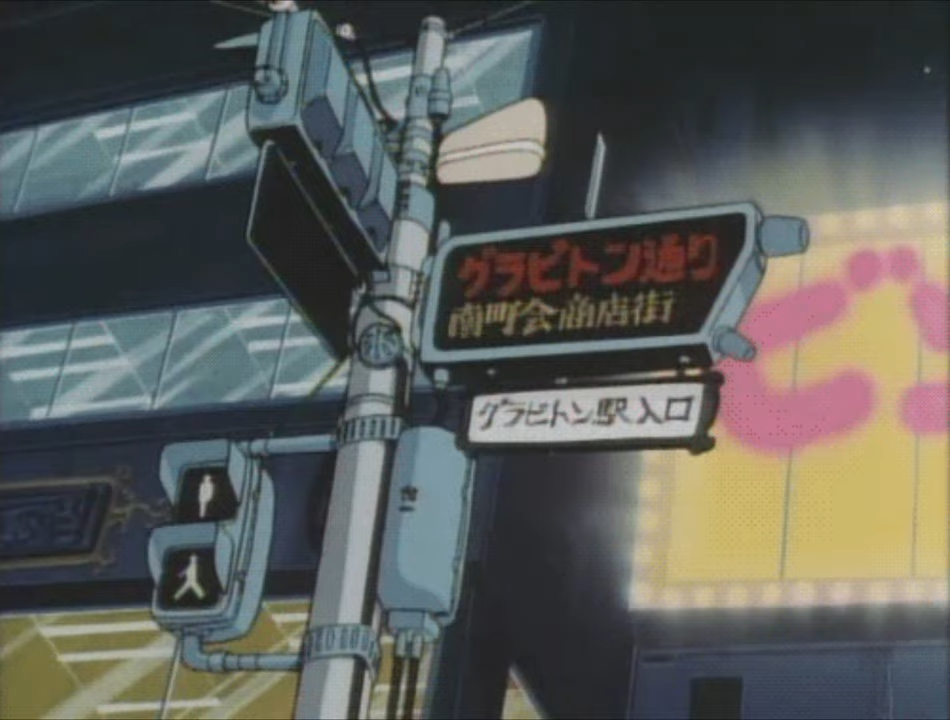 グラビトン通り
南町会商店街
グラビトン駅入口